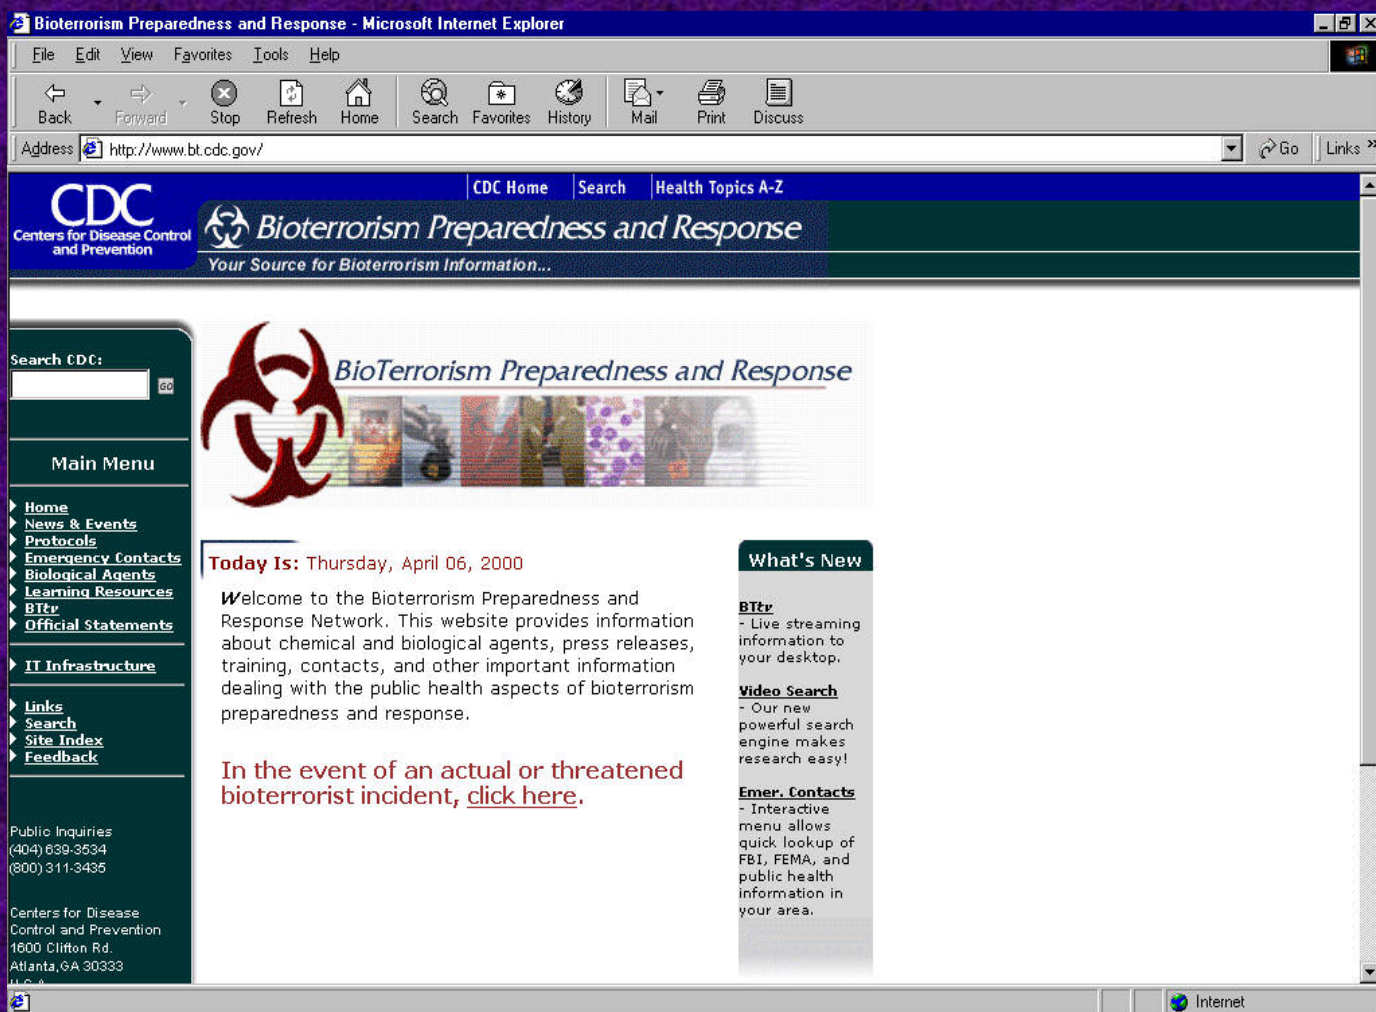 Bioterrorism Preparedness and Response - Microsoft Internet Explorer
File Edit View Favorites Tools Help
Back Forward Stop Refresh Home Search Favorites History Mail Print Discuss
Address http://www.bt.cdc.gov/ Go Links »
CDC Home Search Health Topics A-Z
CDC
Centers for Disease Control
and Prevention
Bioterrorism Preparedness and Response
Your Source for Bioterrorism Information...
Search CDC:
GO
Main Menu
Home
News & Events
Protocols
Emergency Contacts
Biological Agents
Learning Resources
BTtv
Official Statements
IT Infrastructure
Links
Search
Site Index
Feedback
Public Inquiries
(404) 639-3534
(800) 311-3435
Centers for Disease
Control and Prevention
1600 Clifton Rd.
Atlanta,GA 30333
BioTerrorism Preparedness and Response
Today Is: Thursday, April 06, 2000
Welcome to the Bioterrorism Preparedness and
Response Network. This website provides information
about chemical and biological agents, press releases,
training, contacts, and other important information
dealing with the public health aspects of bioterrorism
preparedness and response.
In the event of an actual or threatened
bioterrorist incident, click here.
What's New
BTtv
- Live streaming
information to
your desktop.
Video Search
- Our new
powerful search
engine makes
research easy!
Emer. Contacts
- Interactive
menu allows
quick lookup of
FBI, FEMA, and
public health
information in
your area.
Internet